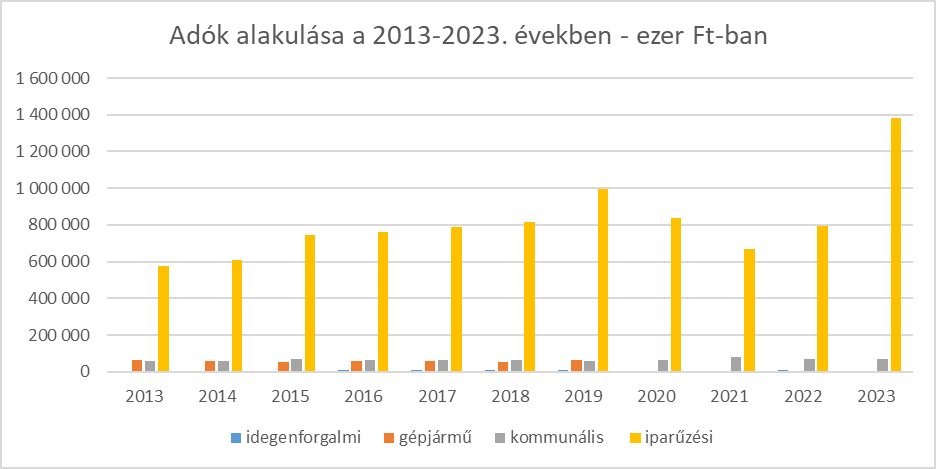 Adók alakulása a 2013-2023. években - ezer Ft-ban
1 600 000
1 400 000
1 200 000
1 000 000
800 000
600 000
400 000
200 000
0
2013 2014 2015 2016 2017 2018 2019 2020 2021 2022 2023
idegenforgalmi gépjármű kommunális iparűzési